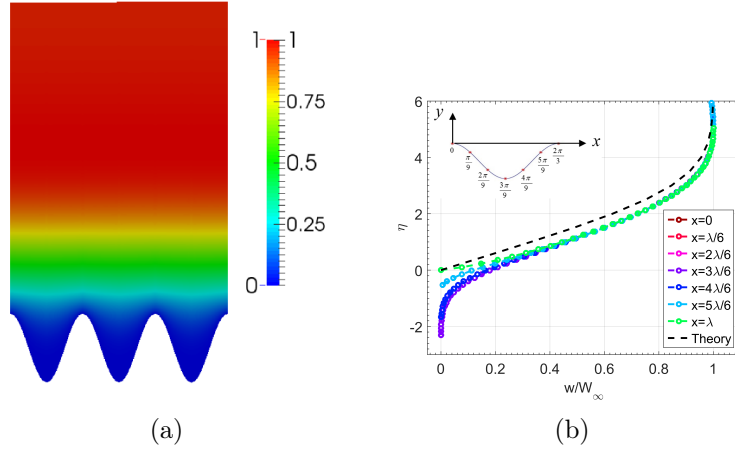 1 1
0.75
0.5
0.25
0 0
(a)
6
4
2
0
-2
η
y
x
0
π/9
2π/9
3π/9
4π/9
5π/9
2π/3
x=0
x=λ/6
x=2λ/6
x=3λ/6
x=4λ/6
x=5λ/6
x=λ
Theory
0 0.2 0.4 0.6 0.8 1
w/W∞
(b)